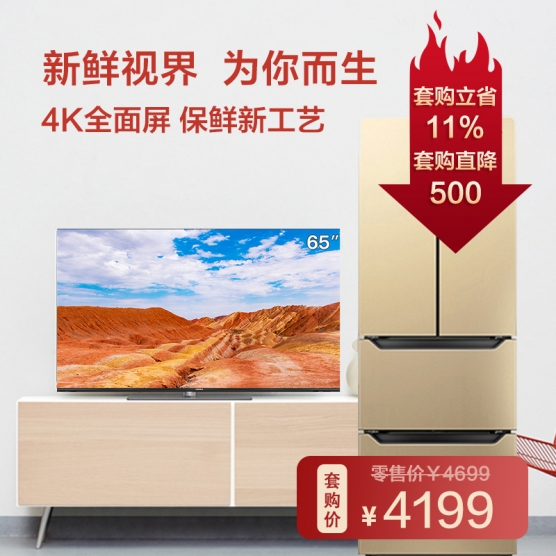 新鲜视界 为你而生
4K全面屏 保鲜新工艺
套购立省
11%
套购直降
500
65"
套购价
零售价￥4699
￥4199